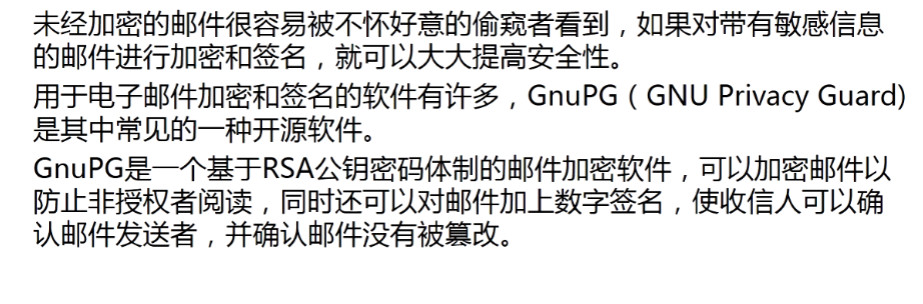 未经加密的邮件很容易被不怀好意的偷窥者看到，如果对带有敏感信息
的邮件进行加密和签名，就可以大大提高安全性。
用于电子邮件加密和签名的软件有许多，GnuPG（GNU Privacy Guard)
是其中常见的一种开源软件。
GnuPG是一个基于RSA公钥密码体制的邮件加密软件，可以加密邮件以
防止非授权者阅读，同时还可以对邮件加上数字签名，使收信人可以确
认邮件发送者，并确认邮件没有被篡改。